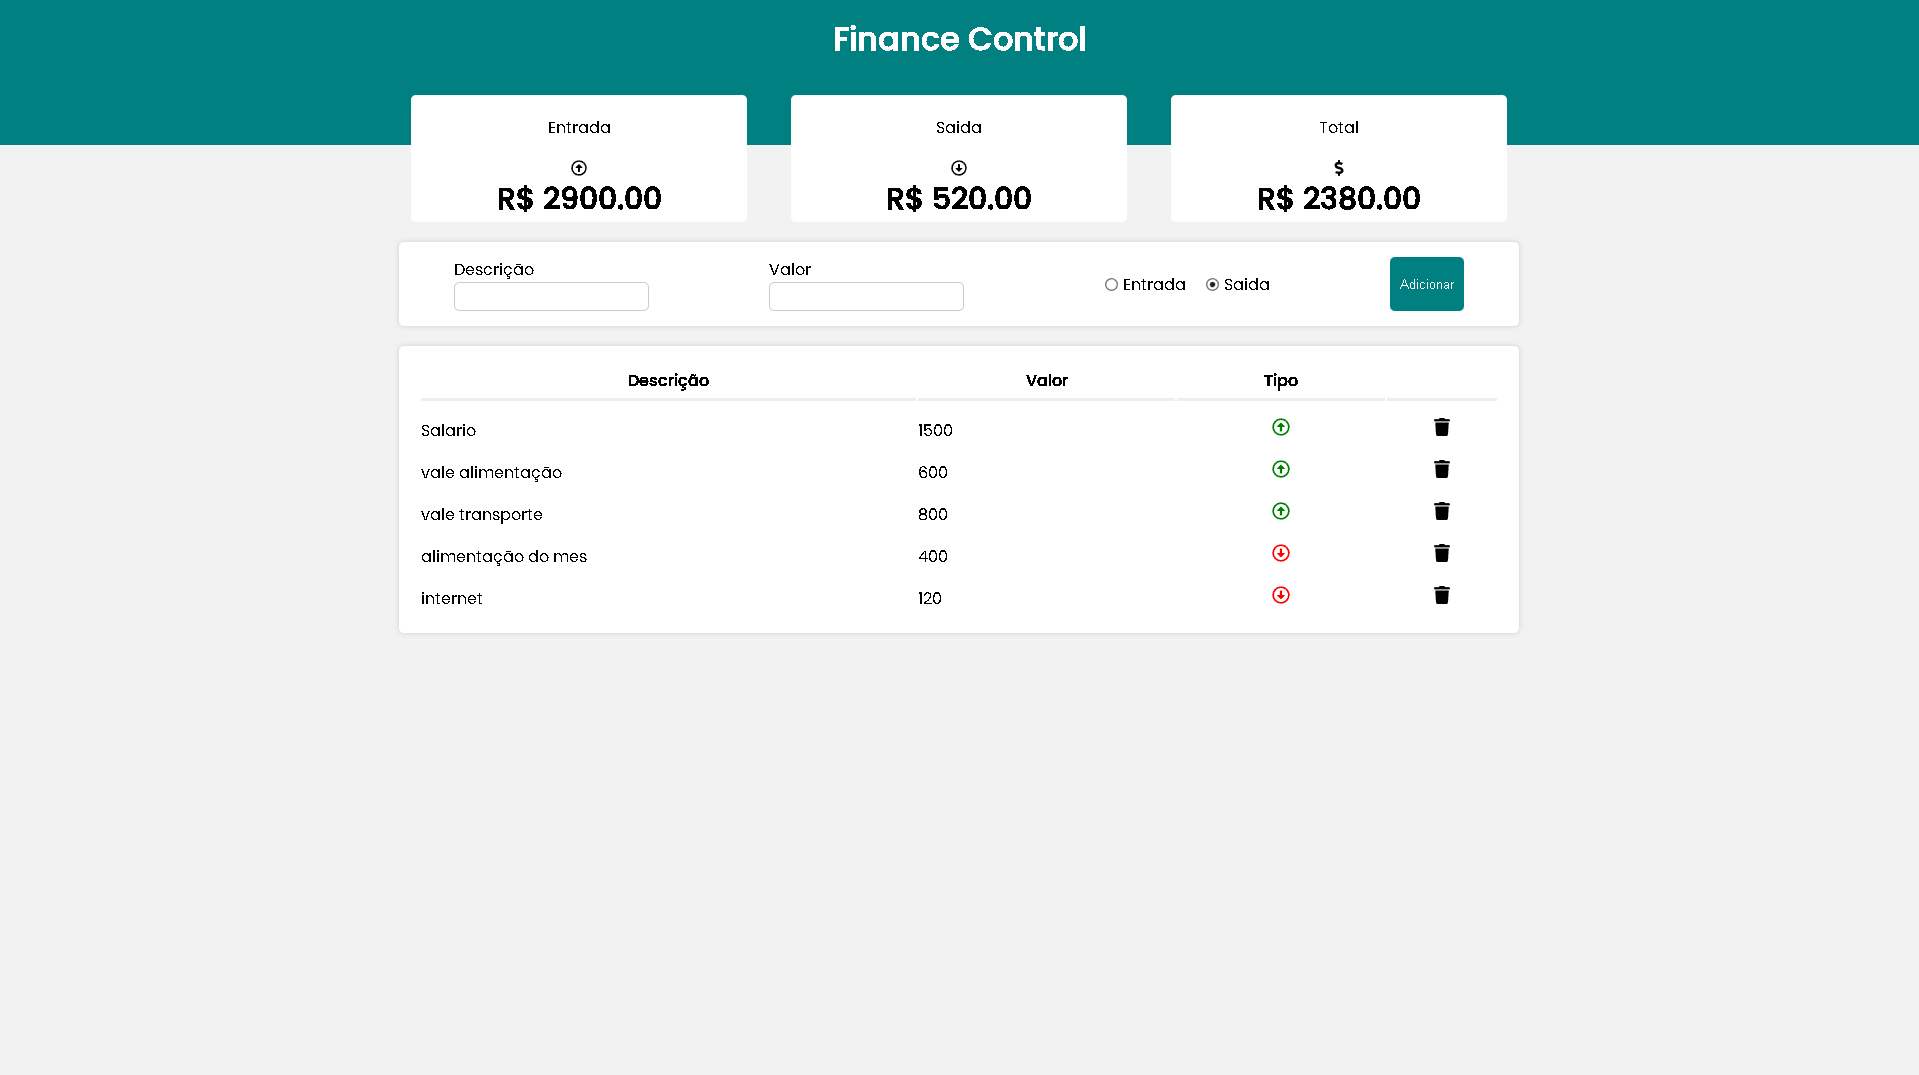 Finance Control
Entrada
Saida
Total
R$ 2900.00
R$ 520.00
R$ 2380.00
Descrição
Valor
Entrada
Saida
Adicionar
Descrição Valor Tipo
Salario 1500
vale alimentação 600
vale transporte 800
alimentação do mes 400
internet 120